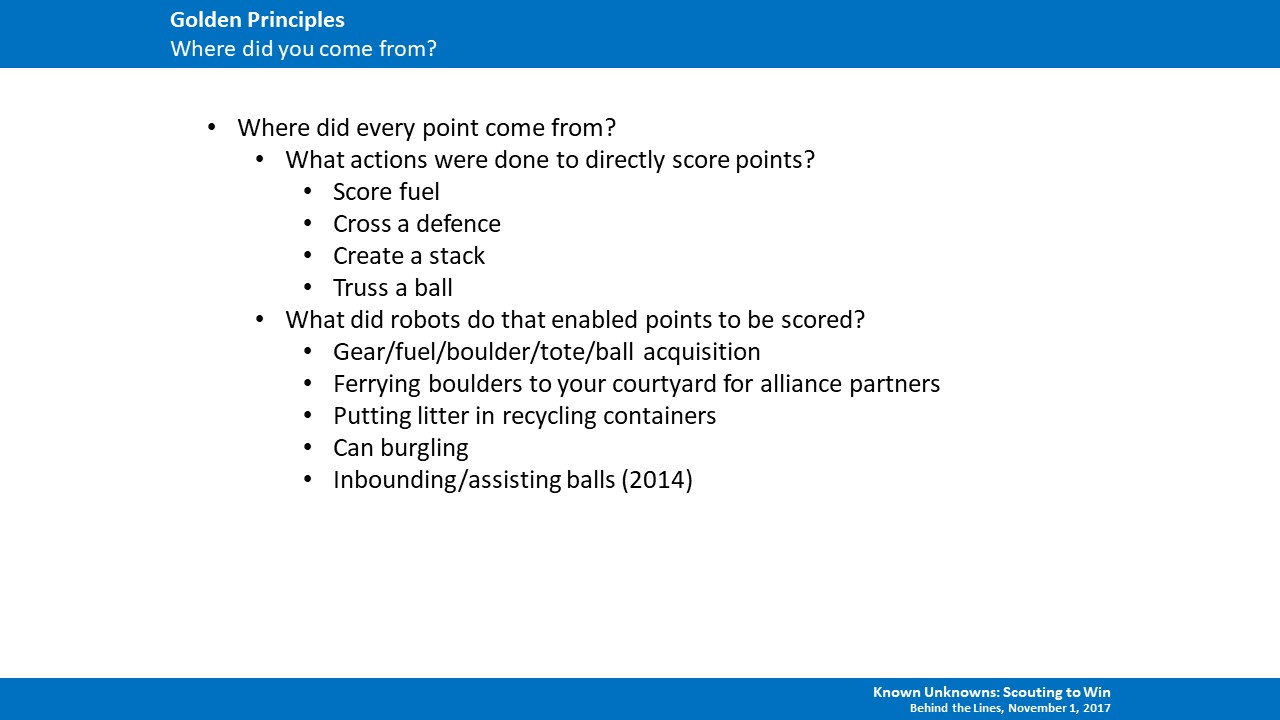 Golden Principles
Where did you come from?
• Where did every point come from?
• What actions were done to directly score points?
• Score fuel
• Cross a defence
• Create a stack
• Truss a ball
• What did robots do that enabled points to be scored?
• Gear/fuel/boulder/tote/ball acquisition
• Ferrying boulders to your courtyard for alliance partners
• Putting litter in recycling containers
• Can burgling
• Inbounding/assisting balls (2014)
Known Unknowns: Scouting to Win
Behind the Lines, November 1, 2017